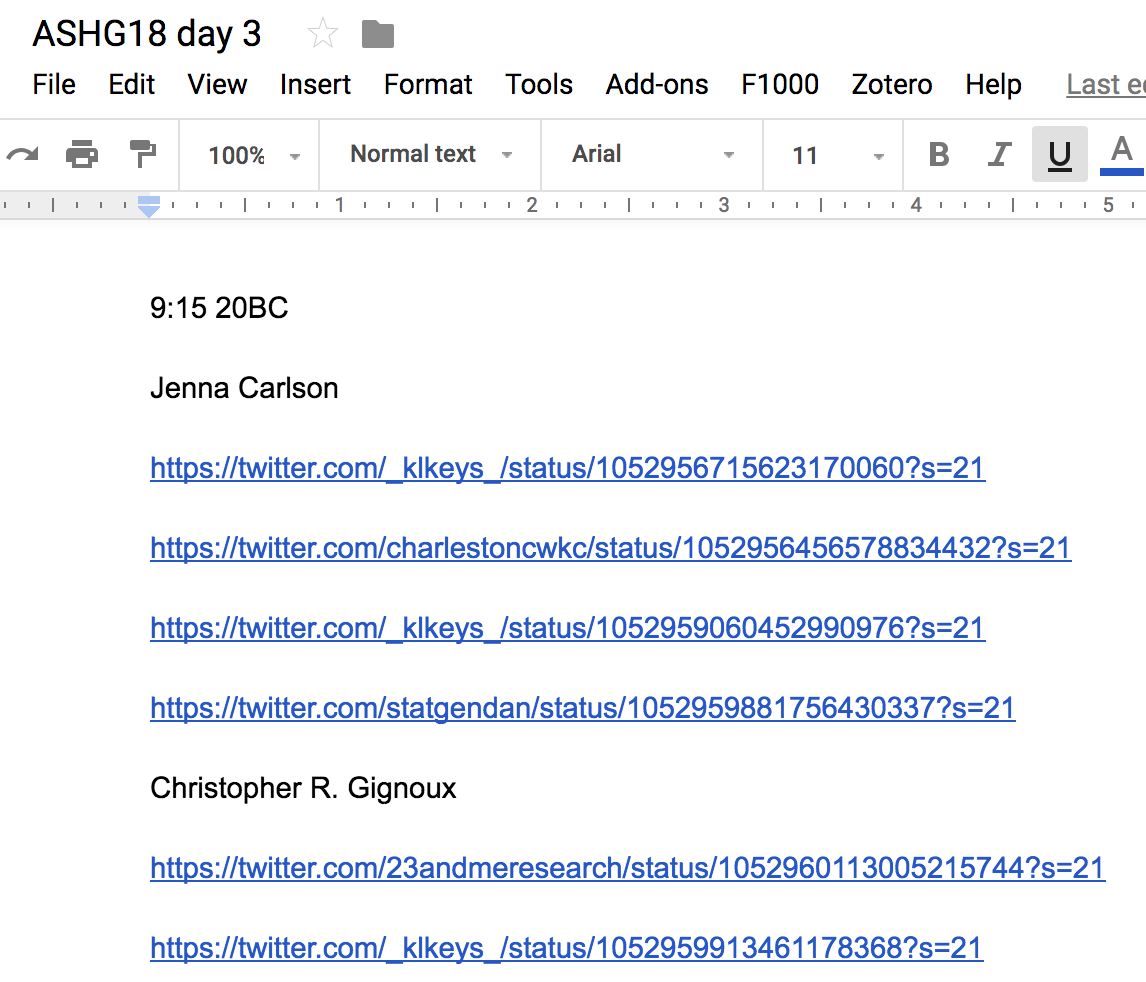 ASHG18 day 3
File Edit View Insert Format Tools Add-ons F1000 Zotero Help Last e
100% Normal text Arial 11 B I U A
1 2 3 4 5
9:15 20BC
Jenna Carlson
https://twitter.com/_klkeys_/status/1052956715623170060?s=21
https://twitter.com/charlestoncwkc/status/1052956456578834432?s=21
https://twitter.com/_klkeys_/status/1052959060452990976?s=21
https://twitter.com/statgendan/status/1052959881756430337?s=21
Christopher R. Gignoux
https://twitter.com/23andmeresearch/status/1052960113005215744?s=21
https://twitter.com/_klkeys_/status/1052959913461178368?s=21